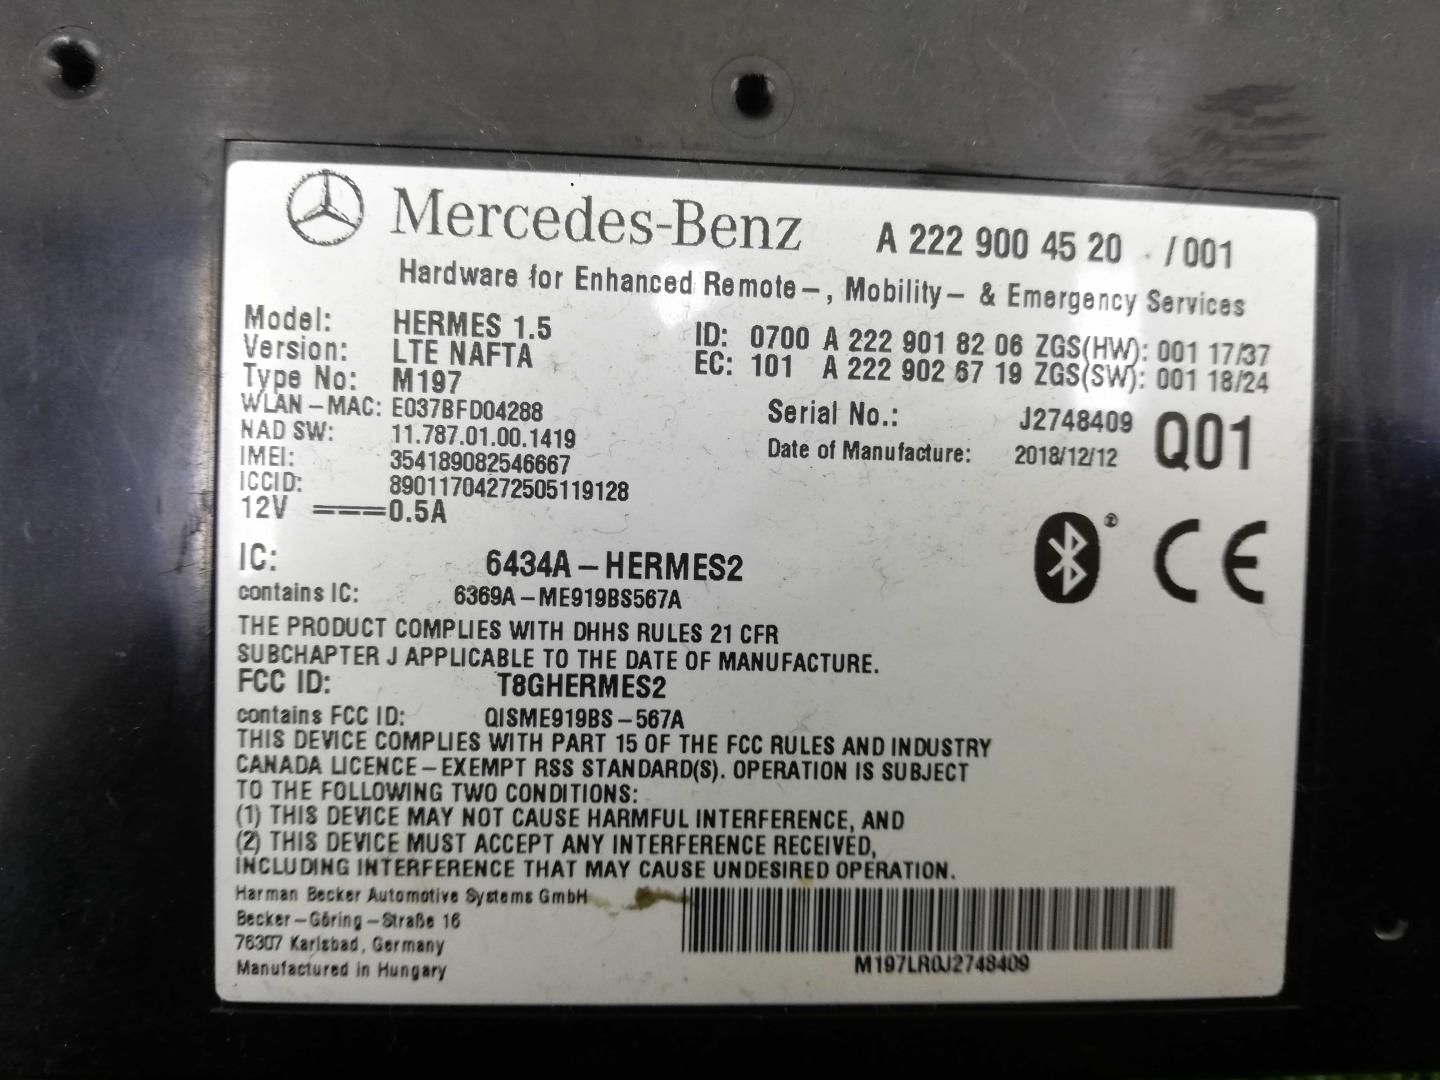 Mercedes-Benz A 222 900 45 20 /001
Hardware for Enhanced Remote-, Mobility- & Emergency Services
Model: HERMES 1.5 ID: 0700 A 222 901 82 06 ZGS(HW): 001 17/37
Version: LTE NAFTA EC: 101 A 222 902 67 19 ZGS(SW): 001 18/24
Type No: M197
WLAN-MAC: E037BFD04288 Serial No.: J2748409 Q01
NAD SW: 11.787.01.00.1419 Date of Manufacture: 2018/12/12
IMEI: 354189082546667
ICCID: 89011704272505119128
12V 0.5A
IC: 6434A-HERMES2
CE
contains IC: 6369A-ME919BS567A
THE PRODUCT COMPLIES WITH DHHS RULES 21 CFR
SUBCHAPTER J APPLICABLE TO THE DATE OF MANUFACTURE.
FCC ID: T8GHERMES2
contains FCC ID: QISME919BS-567A
THIS DEVICE COMPLIES WITH PART 15 OF THE FCC RULES AND INDUSTRY
CANADA LICENCE-EXEMPT RSS STANDARD(S). OPERATION IS SUBJECT
TO THE FOLLOWING TWO CONDITIONS:
(1) THIS DEVICE MAY NOT CAUSE HARMFUL INTERFERENCE, AND
(2) THIS DEVICE MUST ACCEPT ANY INTERFERENCE RECEIVED,
INCLUDING INTERFERENCE THAT MAY CAUSE UNDESIRED OPERATION.
Harman Becker Automotive Systems GmbH
Becker-Göring-Straße 16
76307 Karlsbad, Germany
Manufactured in Hungary
M197LR0J2748409